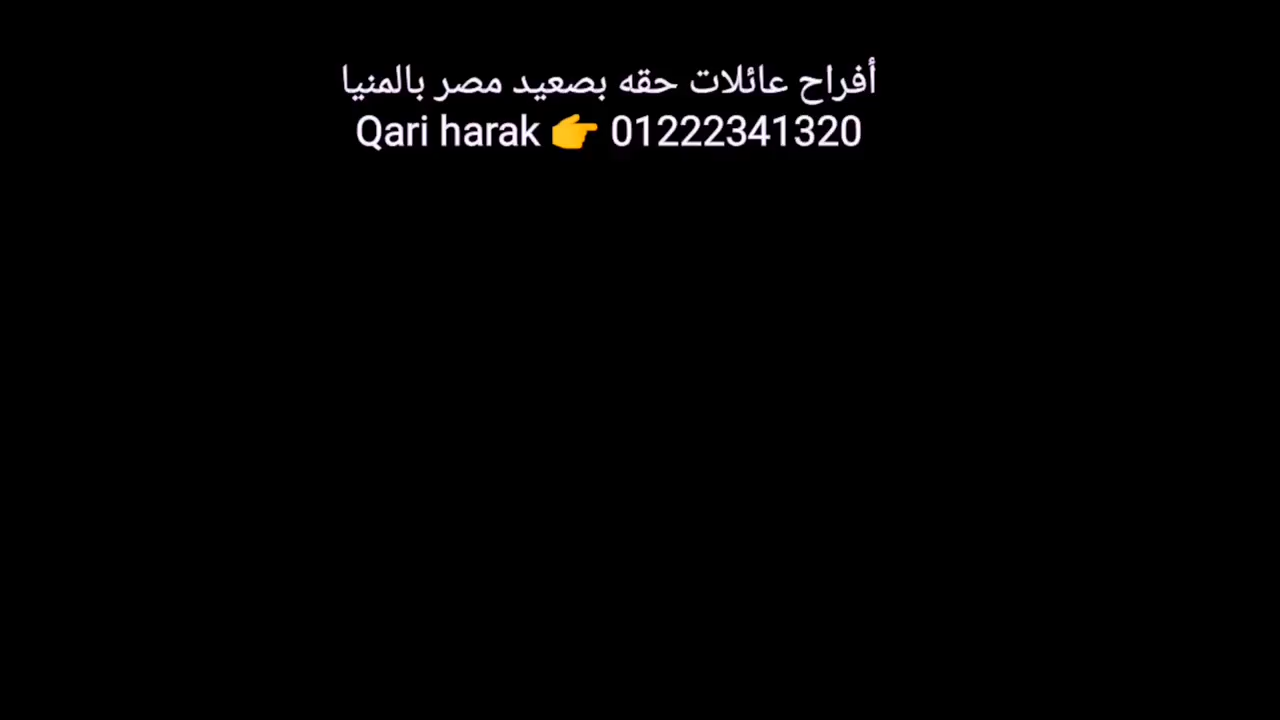 أفراح عائلات حقه بصعيد مصر بالمنيا
Qari harak 👉 01222341320